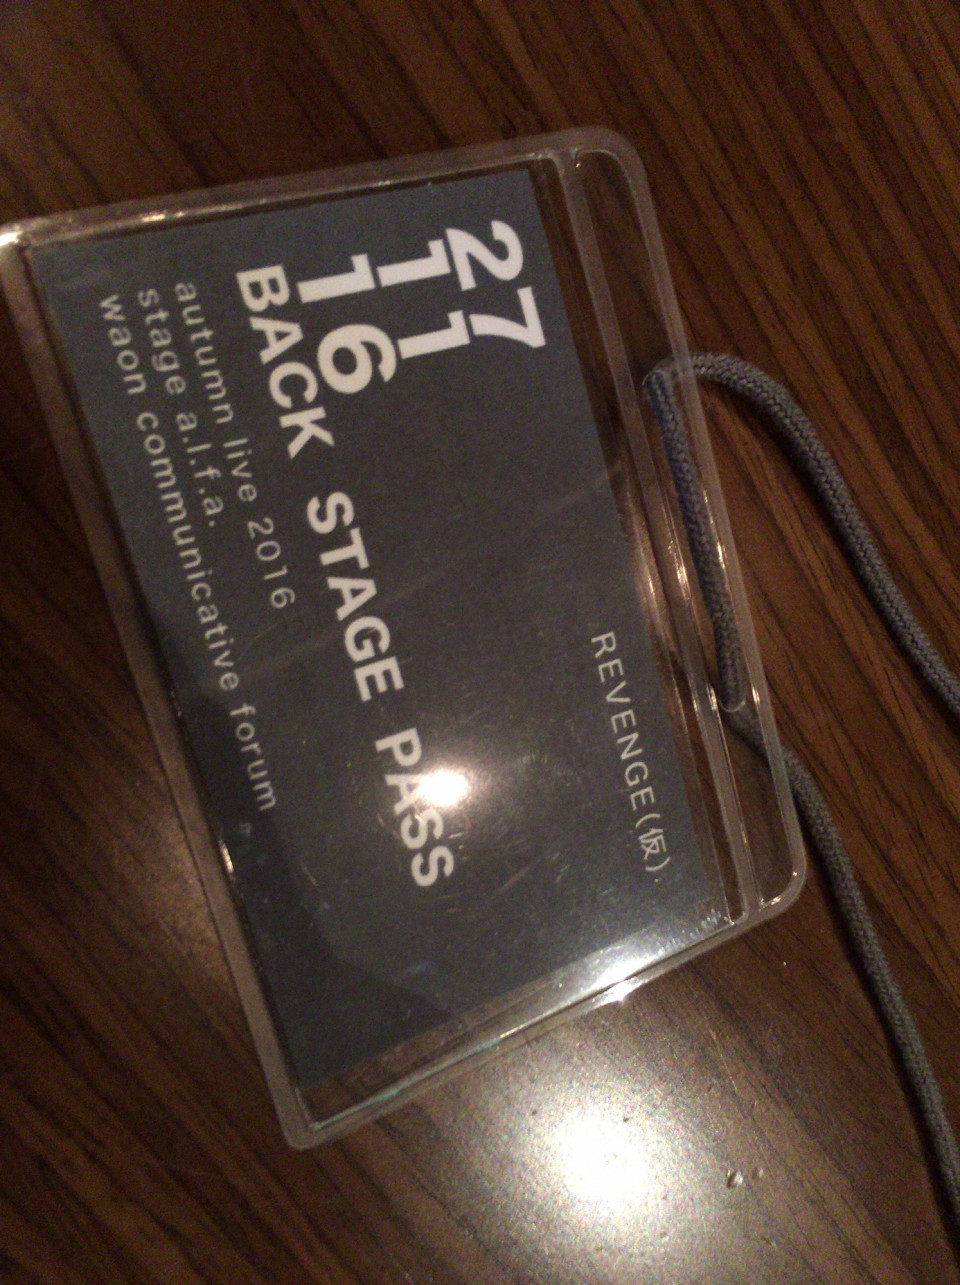 27
11
16
REVENGE(仮)
BACK STAGE PASS
autumn live 2016
stage a.l.f.a.
waon communicative forum